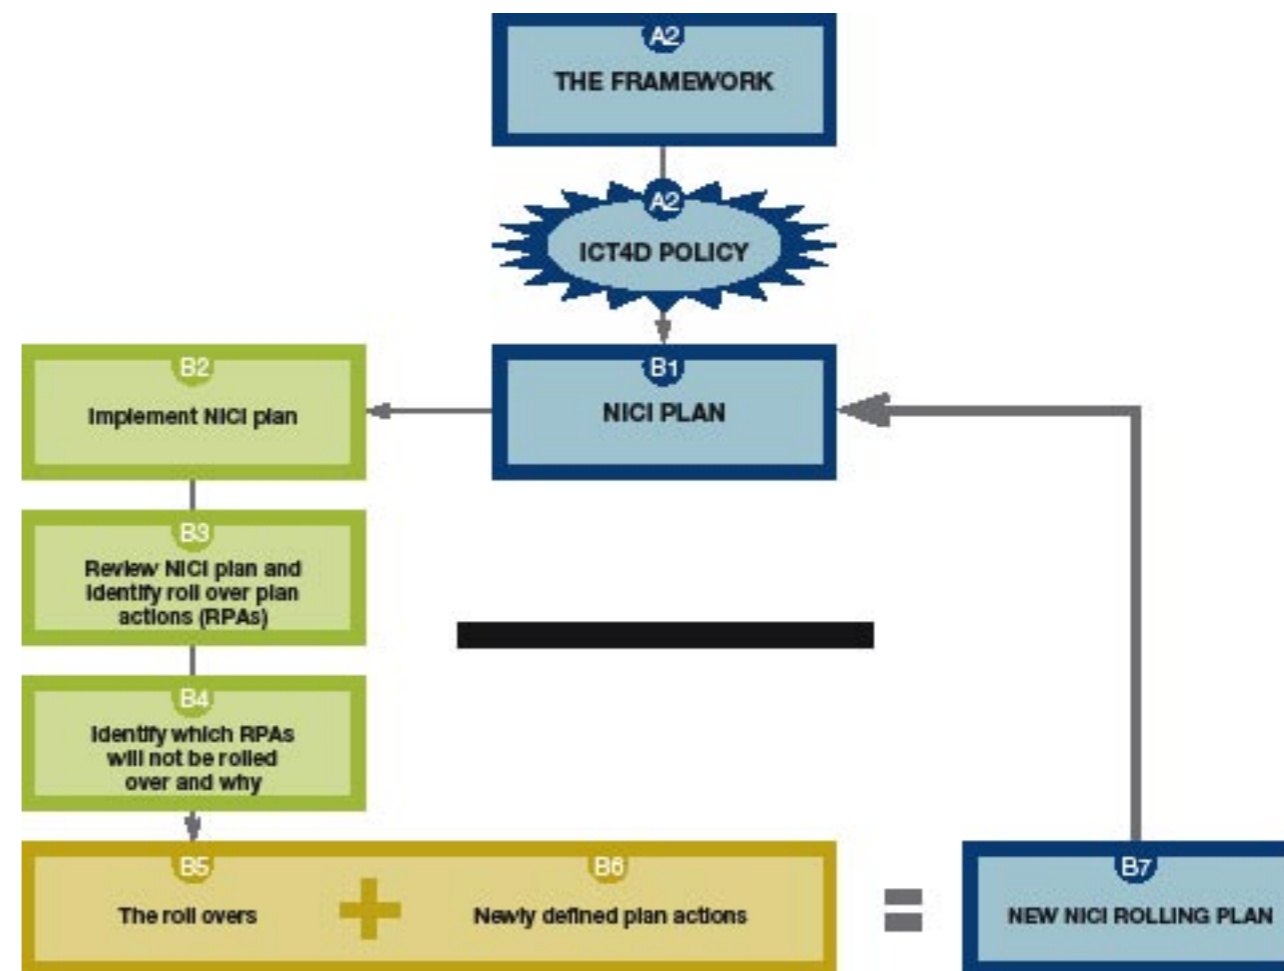 A2
THE FRAMEWORK
A2
ICT4D POLICY
B2
Implement NICI plan
B1
NICI PLAN
B3
Review NICI plan and
identify roll over plan
actions (RPAs)
B4
Identify which RPAs
will not be rolled
over and why
B5
The roll overs
+
B6
Newly defined plan actions
=
B7
NEW NICI ROLLING PLAN